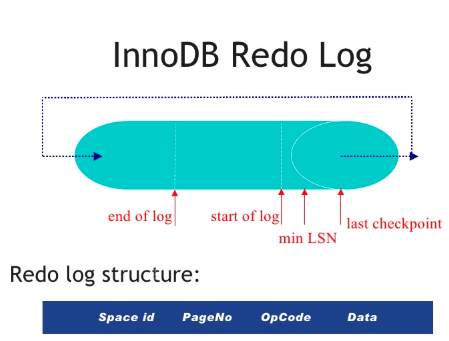 InnoDB Redo Log
end of log
start of log
min LSN
last checkpoint
Redo log structure:
Space id PageNo OpCode Data